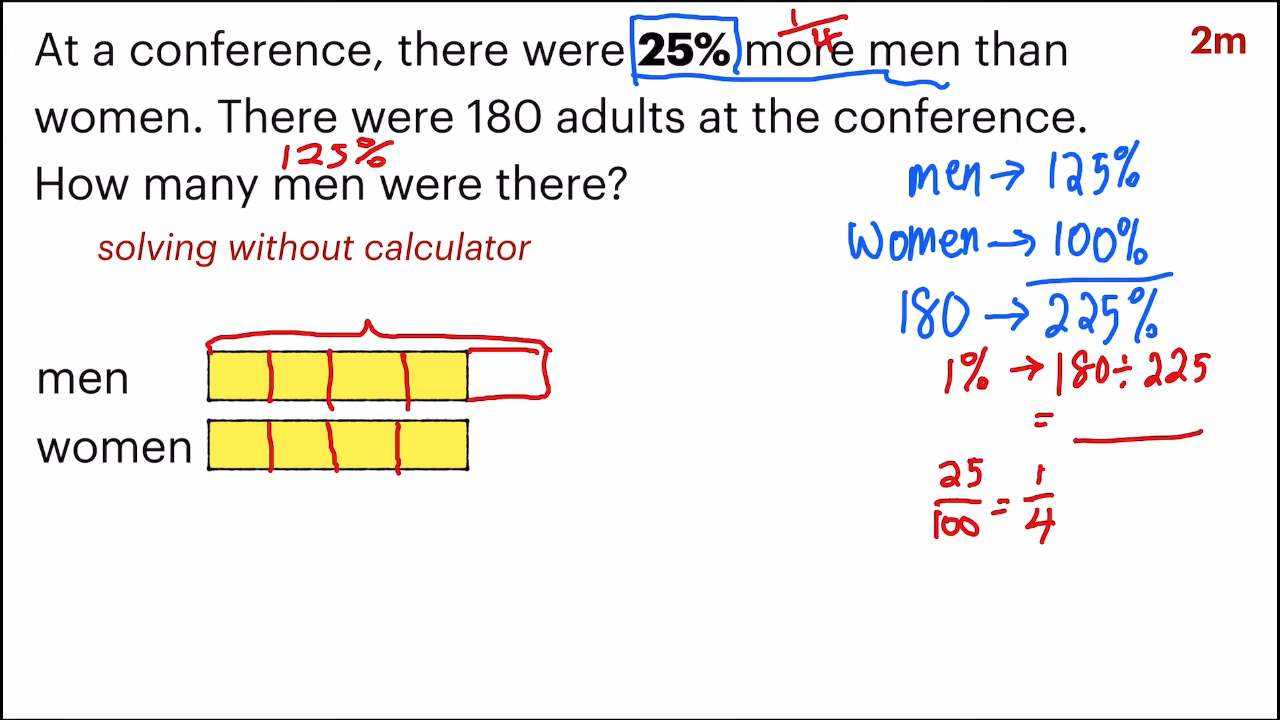 At a conference, there were 25% more men than
1/4
2m
women. There were 180 adults at the conference.
125%
How many men were there?
men → 125%
solving without calculator
Women → 100%
180 → 225%
men
1% → 180÷225
women
= ____
25/100 = 1/4